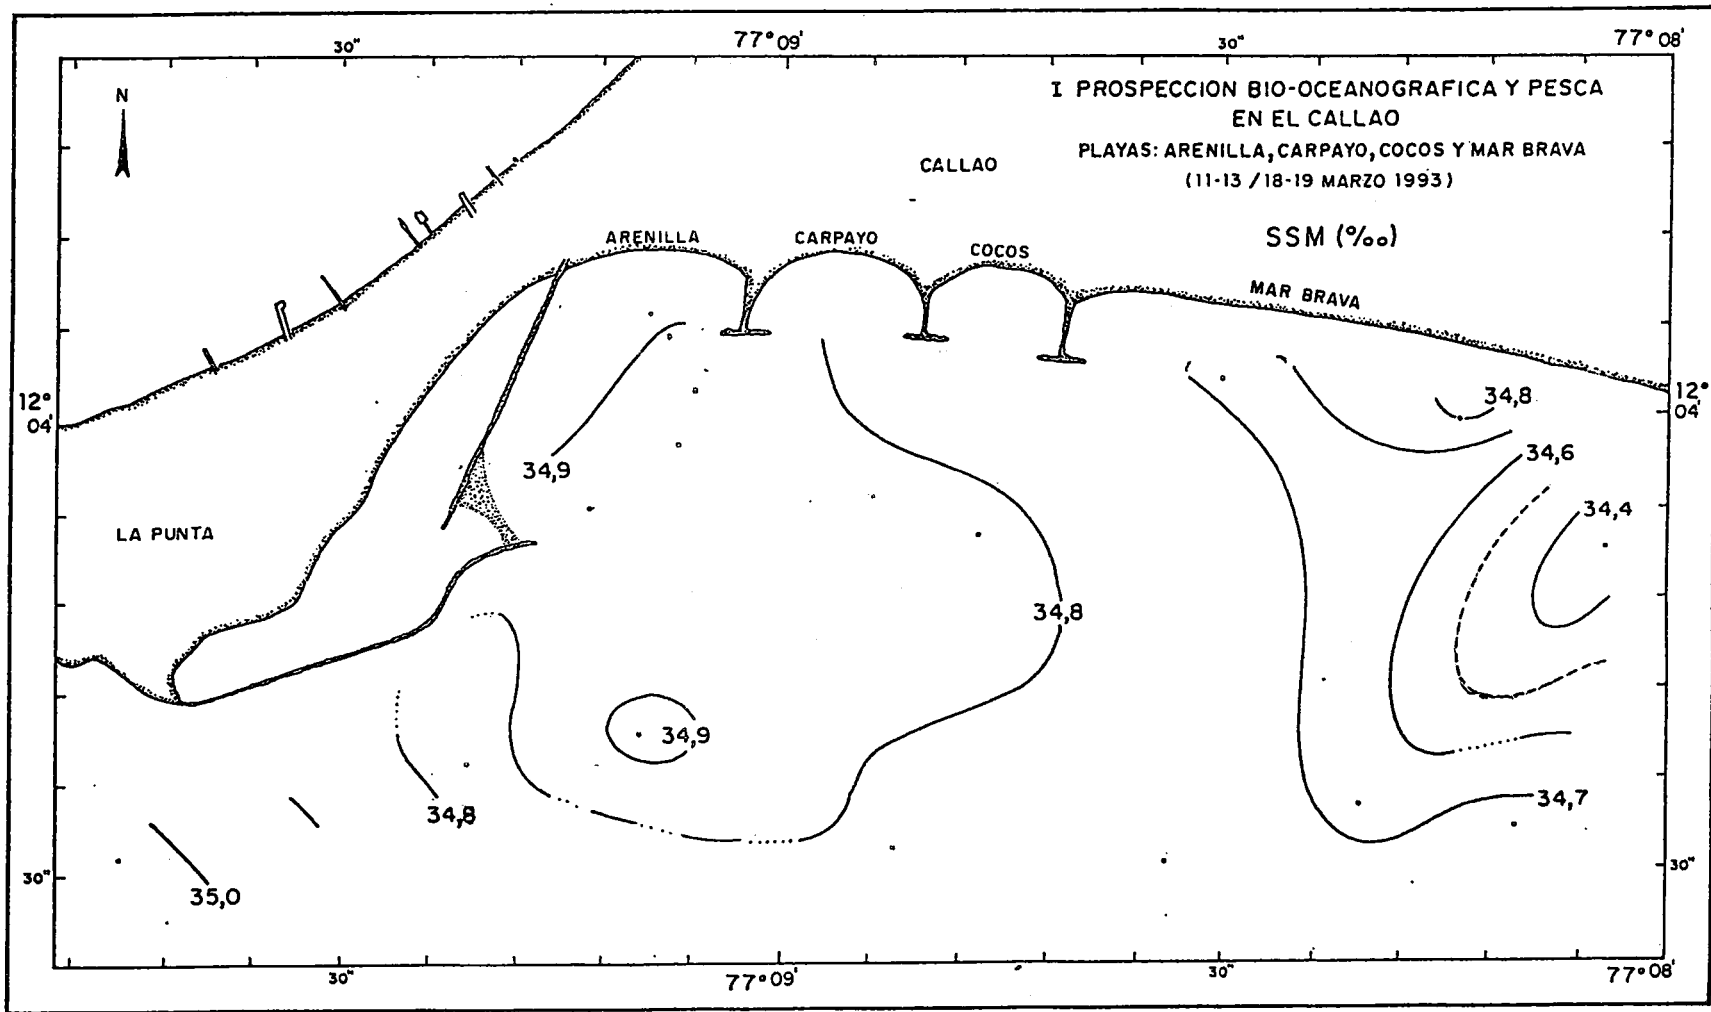 30"
77°09'
30"
77°08'
N
I PROSPECCION BIO-OCEANOGRAFICA Y PESCA
EN EL CALLAO
PLAYAS: ARENILLA, CARPAYO, COCOS Y MAR BRAVA
(11-13 / 18-19 MARZO 1993)
SSM (‰)
CALLAO
ARENILLA
CARPAYO
COCOS
MAR BRAVA
12°
04'
12°
04'
34,8
34,6
34,9
34,4
LA PUNTA
34,8
34,9
34,8
34,7
35,0
30"
30"
30"
77°09'
30"
77°08'